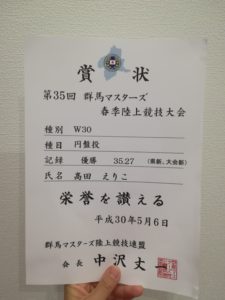 賞状
第35回 群馬マスターズ
春季陸上競技大会
種別 W30
種目 円盤投
記録 優勝 35.27 (県新、大会新)
氏名 高田 えりこ
栄誉を讃える
平成30年5月6日
群馬マスターズ陸上競技連盟
会長 中沢丈一